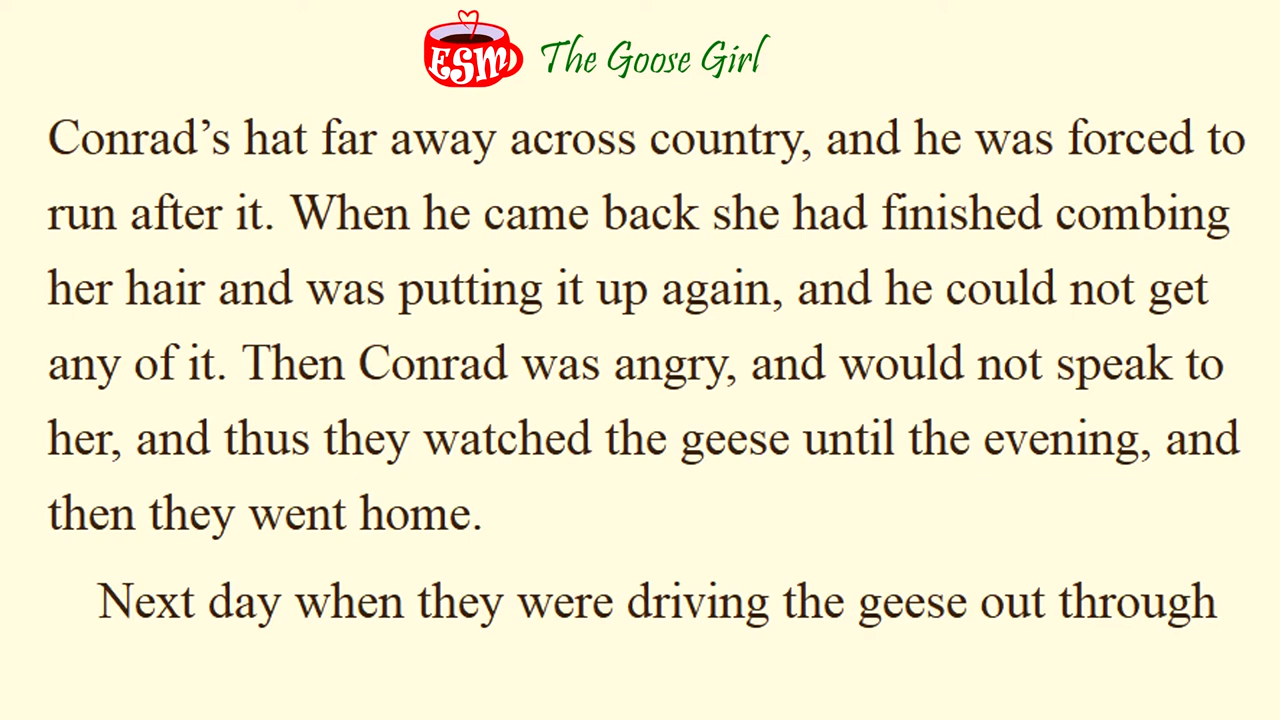 ESM The Goose Girl
Conrad’s hat far away across country, and he was forced to
run after it. When he came back she had finished combing
her hair and was putting it up again, and he could not get
any of it. Then Conrad was angry, and would not speak to
her, and thus they watched the geese until the evening, and
then they went home.
Next day when they were driving the geese out through